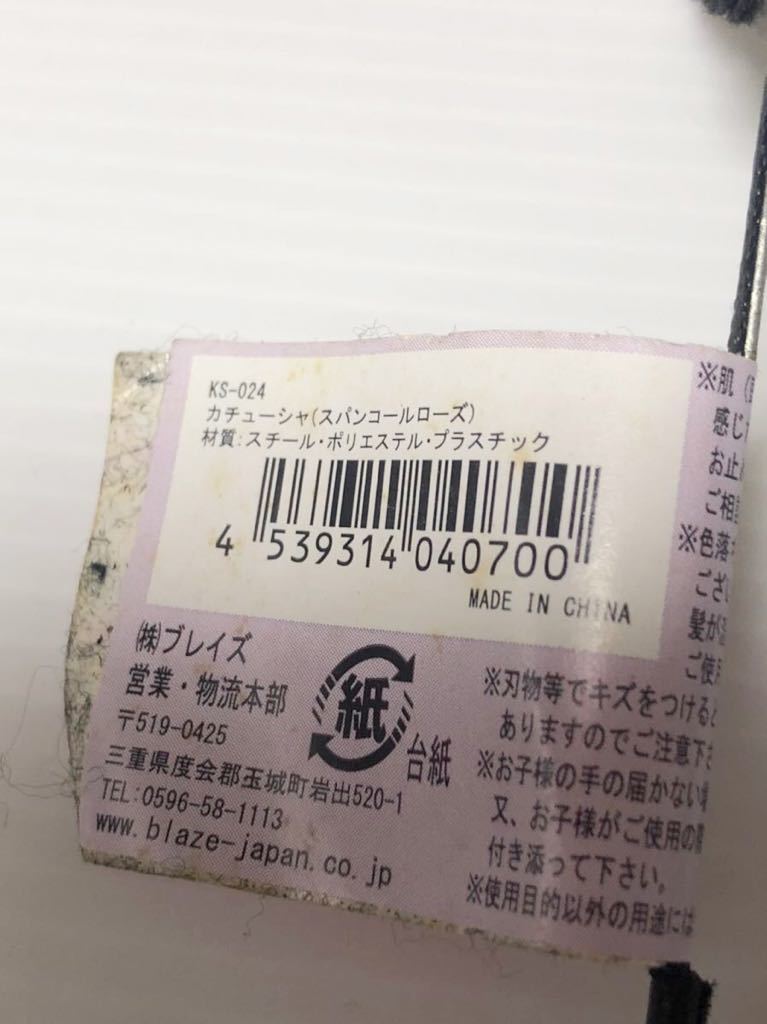 KS-024
カチューシャ(スパンコールローズ)
材質:スチール・ポリエステル・プラスチック
4 539314 040700
MADE IN CHINA
(株)ブレイズ
営業・物流本部
〒519-0425
三重県度会郡玉城町岩出520-1
TEL:0596-58-1113
www.blaze-japan.co.jp
紙
台紙
※肌
感じ
お止
ご相
※色落
ござい
髪が
ご使用
※刃物等でキズをつけると
ありますのでご注意下さ
※お子様の手の届かない
又、お子様がご使用の
付き添って下さい。
※使用目的以外の用途には